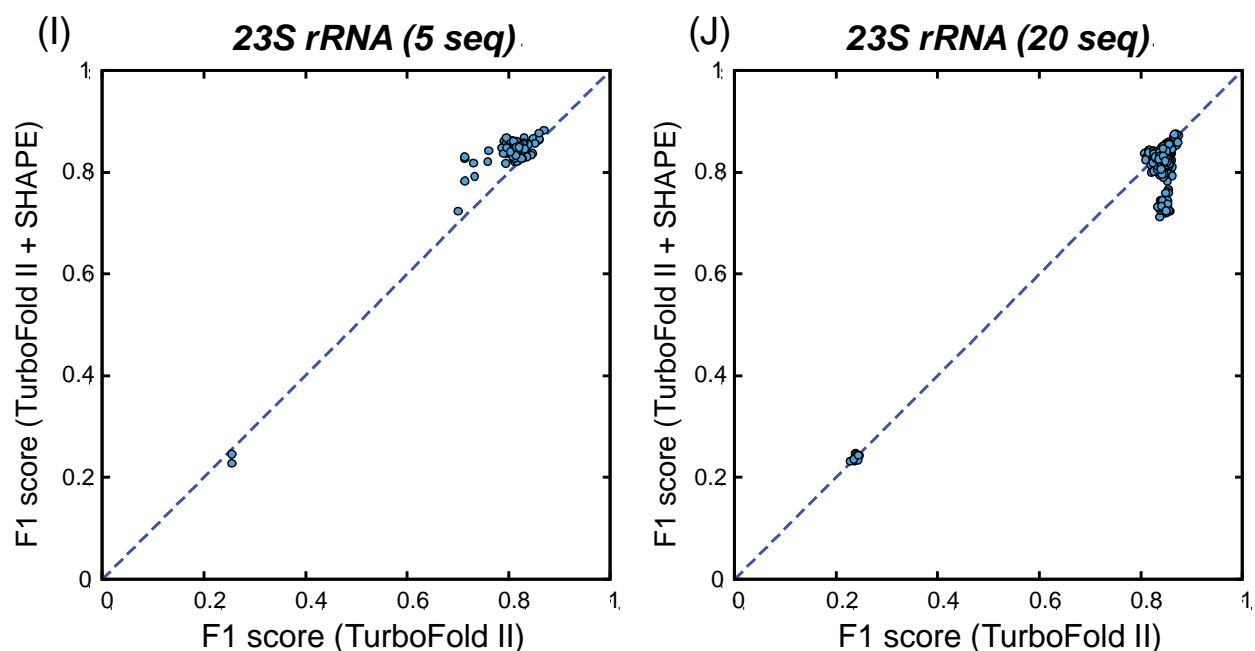 (I) 23S rRNA (5 seq)
1
0.8
0.6
0.4
0.2
0
F1 score (TurboFold II + SHAPE)
0 0.2 0.4 0.6 0.8 1
F1 score (TurboFold II)
(J) 23S rRNA (20 seq)
1
0.8
0.6
0.4
0.2
0
F1 score (TurboFold II + SHAPE)
0 0.2 0.4 0.6 0.8 1
F1 score (TurboFold II)